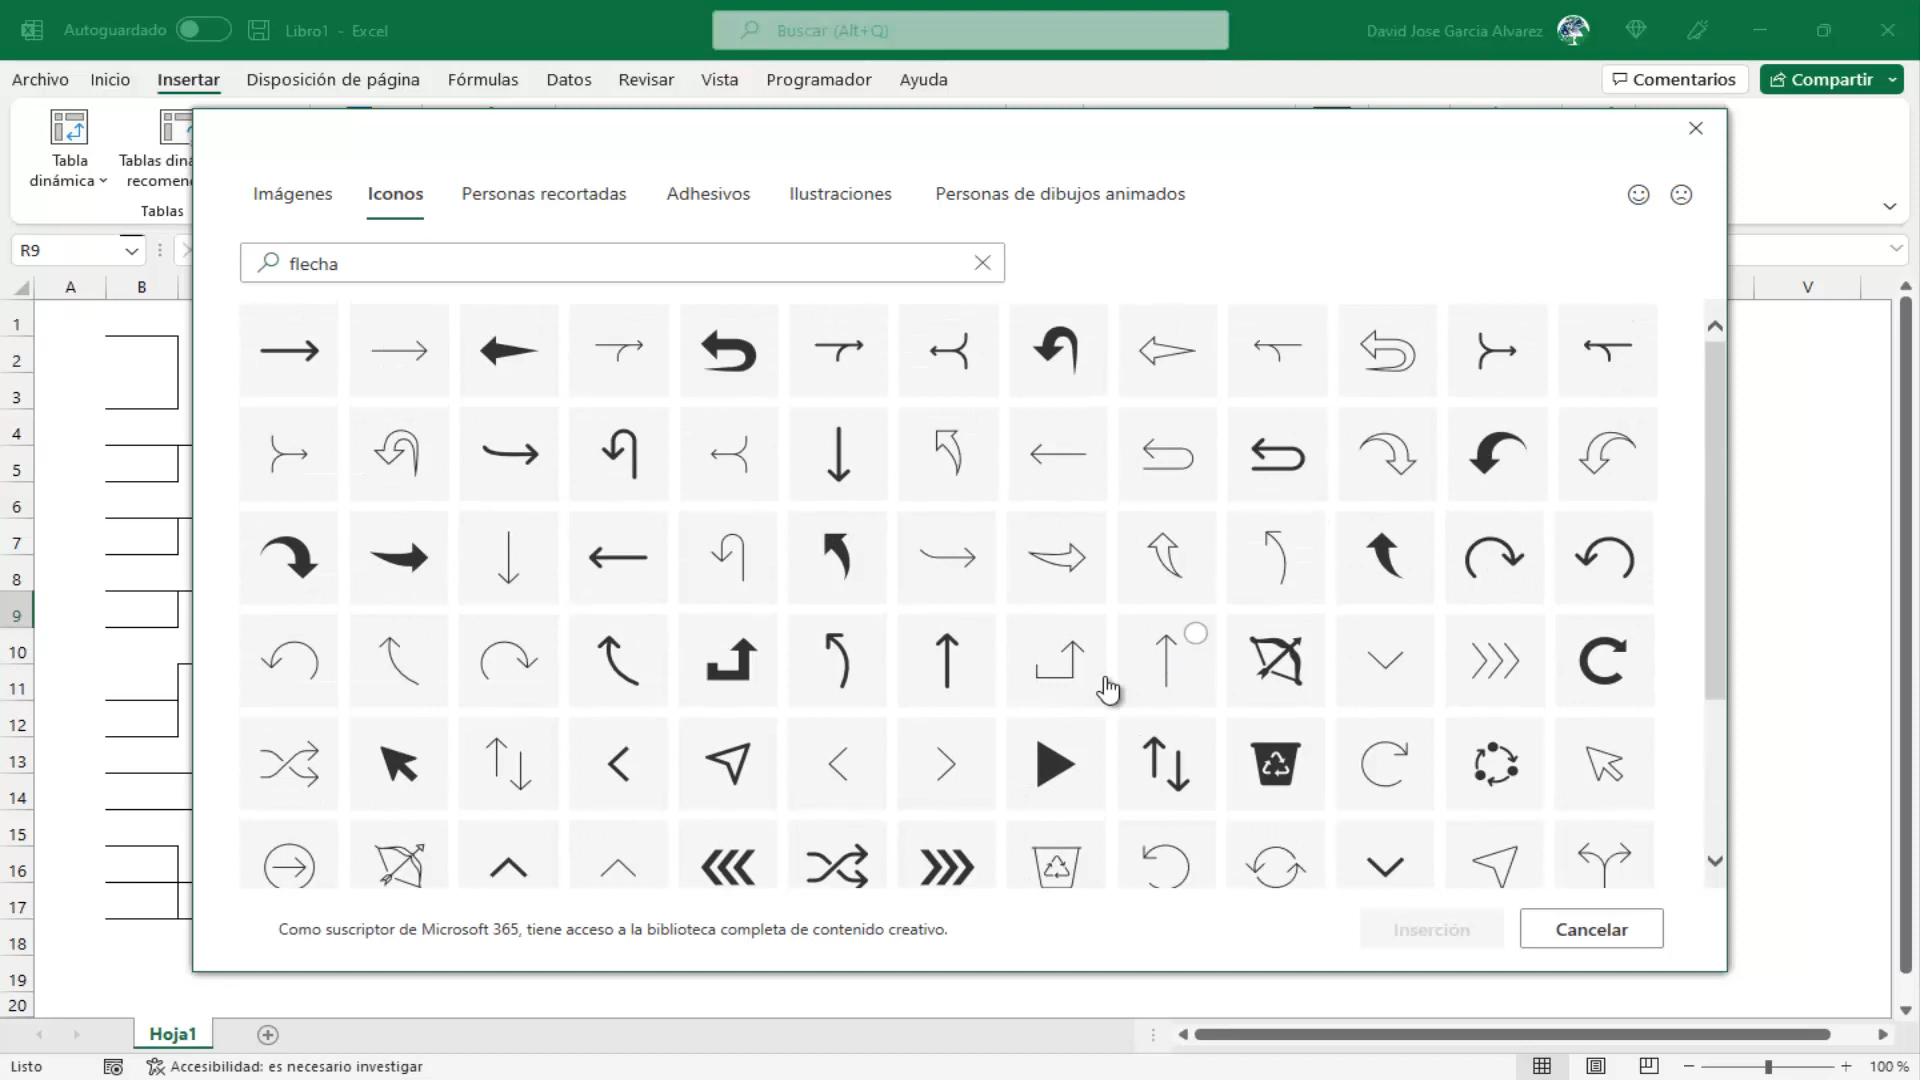 Autoguardado
Libro1 - Excel
Buscar (Alt+Q)
David Jose Garcia Alvarez
Archivo Inicio Insertar Disposición de página Fórmulas Datos Revisar Vista Programador Ayuda
Comentarios
Compartir
Tabla
dinámica
Tablas diná
recomen
Tablas
Imágenes Iconos Personas recortadas Adhesivos Ilustraciones Personas de dibujos animados
R9
flecha
A B V
1
2
3
4
5
6
7
8
9
10
11
12
13
14
15
16
17
18
19
20
Como suscriptor de Microsoft 365, tiene acceso a la biblioteca completa de contenido creativo.
Inserción
Cancelar
Hoja1
Listo
Accesibilidad: es necesario investigar
100 %